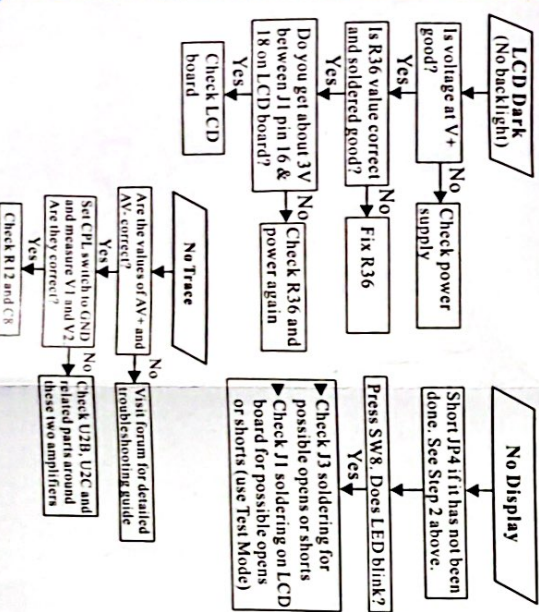 LCD Dark
(No backlight)
Is voltage at V+
good?
No
Check power
supply
Yes
Is R36 value correct
and soldered good?
No
Fix R36
Yes
Do you get about 3V
between J1 pin 16 &
18 on LCD board?
No
Check R36 and
power again
Yes
Check LCD
board
No Display
Short JP4 if it has not been
done. See Step 2 above.
Press SW8. Does LED blink?
Yes
Check J3 soldering for
possible opens or shorts
Check J1 soldering on LCD
board for possible opens
or shorts (use Test Mode)
No Trace
Are the values of AV+ and
AV- correct?
No
Visit forum for detailed
troubleshooting guide
Yes
Set CPL switch to GND
and measure V1 and V2.
Are they correct?
No
Check U2B, U2C and
related parts around
these two amplifiers
Yes
Check R12 and C8